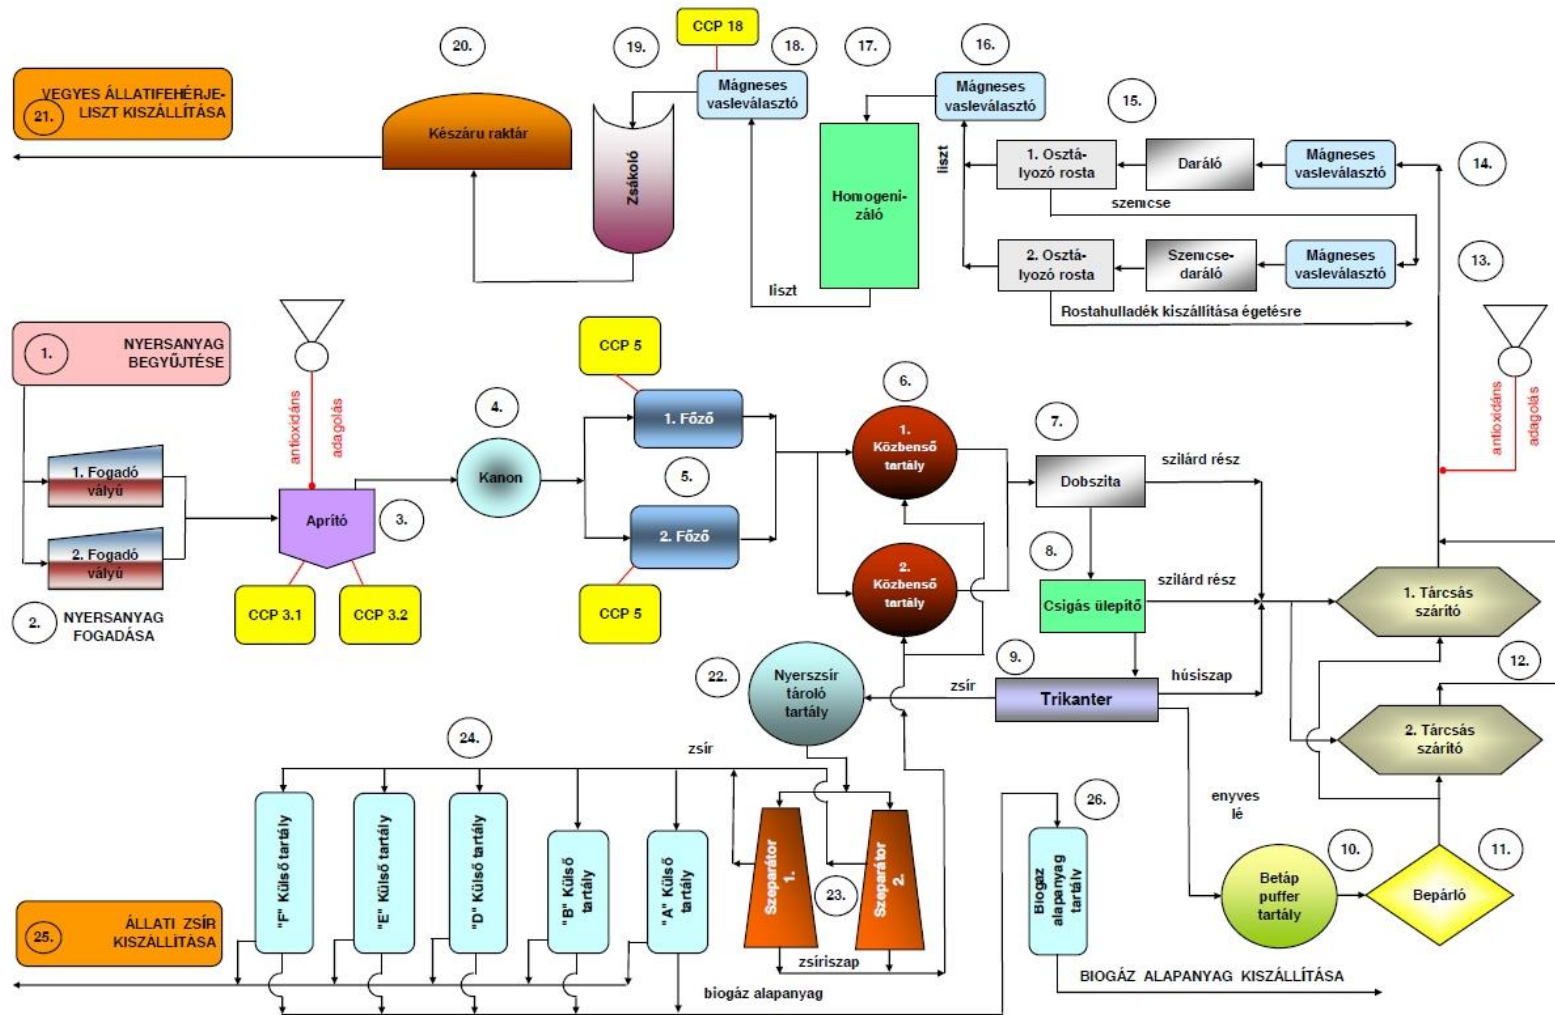 CCP 18
20.
19.
18.
17.
16.
VEGYES ÁLLATIFEHÉRJE-
LISZT KISZÁLLÍTÁSA
21.
Készáru raktár
Zsákoló
Mágneses
vasleválasztó
Mágneses
vasleválasztó
15.
liszt
1. Osztá-
lyozó rosta
Daráló
Mágneses
vasleválasztó
14.
Homogeni-
záló
szemcse
2. Osztá-
lyozó rosta
Szemcse-
daráló
Mágneses
vasleválasztó
13.
liszt
Rostahulladék kiszállítása égetésre
1.
NYERSANYAG
BEGYŰJTÉSE
antioxidáns
adagolás
CCP 5
4.
1. Főző
6.
7.
antioxidáns
adagolás
1. Fogadó
vályú
Kanon
5.
1.
Közbenső
tartály
Dobszita
szilárd rész
Aprító
3.
2. Főző
2. Fogadó
vályú
8.
2.
Közbenső
tartály
Csigás ülepítő
szilárd rész
1. Tárcsás
szárító
2.
NYERSANYAG
FOGADÁSA
CCP 3.1
CCP 3.2
CCP 5
9.
12.
22.
Nyerszsír
tároló
tartály
zsír
Trikanter
húsiszap
2. Tárcsás
szárító
24.
zsír
26.
enyves
lé
"F" Külső tartály
"E" Külső tartály
"D" Külső tartály
"B" Külső
tartály
"A" Külső
tartály
Szeparátor
1.
23.
Szeparátor
2.
Biogáz
alapanyag
tartály
Betáp
puffer
tartály
10.
Bepárló
11.
25.
ÁLLATI ZSÍR
KISZÁLLÍTÁSA
zsíriszap
biogáz alapanyag
BIOGÁZ ALAPANYAG KISZÁLLÍTÁSA